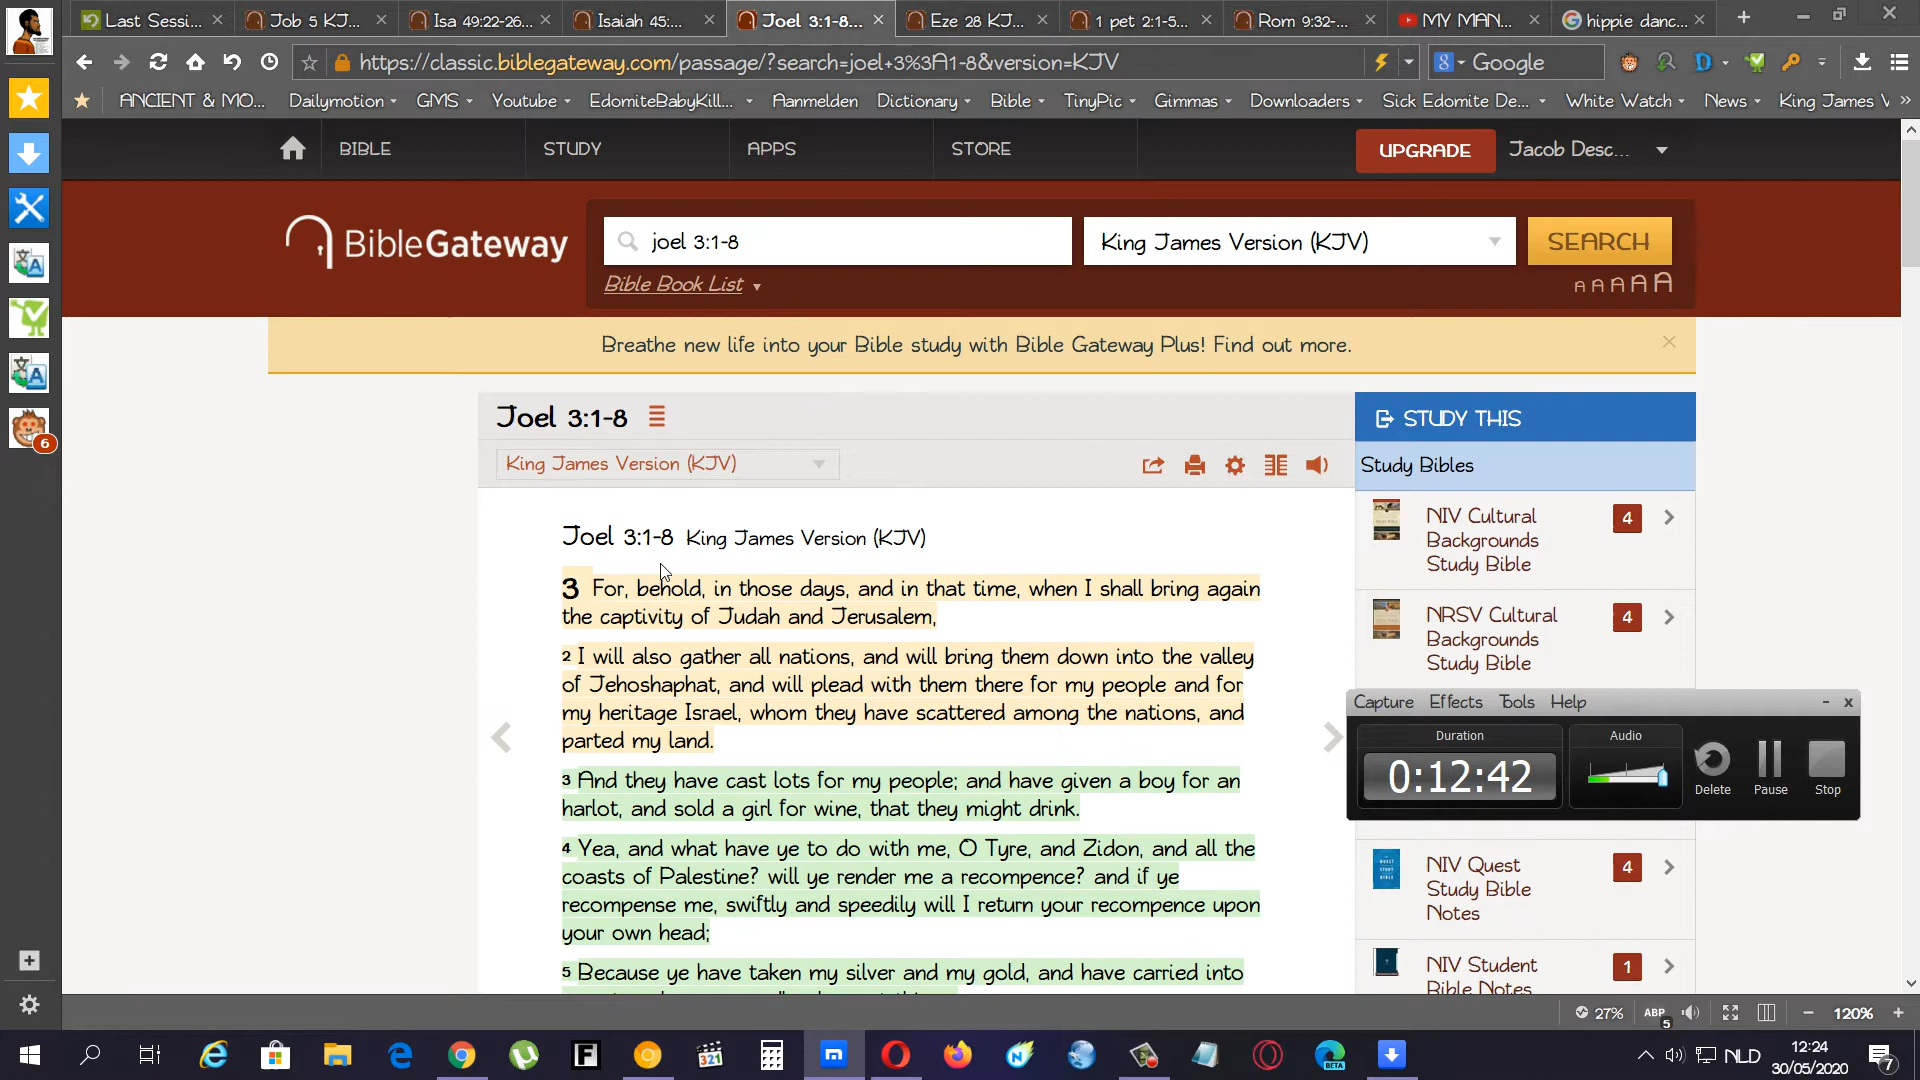 Last Sessi...
Job 5 KJ...
Isa 49:22-26...
Isaiah 45:...
Joel 3:1-8...
Eze 28 KJ...
1 pet 2:1-5...
Rom 9:32-...
MY MAN...
hippie danc...
https://classic.biblegateway.com/passage/?search=joel+3%3A1-8&version=KJV
Google
ANCIENT & MO...
Dailymotion
GMS
Youtube
EdomiteBabyKill...
Aanmelden
Dictionary
Bible
TinyPic
Gimmas
Downloaders
Sick Edomite De...
White Watch
News
King James V
BIBLE
STUDY
APPS
STORE
UPGRADE
Jacob Desc...
BibleGateway
joel 3:1-8
King James Version (KJV)
SEARCH
Bible Book List
A A A A A
Breathe new life into your Bible study with Bible Gateway Plus! Find out more.
Joel 3:1-8
King James Version (KJV)
STUDY THIS
Study Bibles
NIV Cultural
Backgrounds
Study Bible
4
NRSV Cultural
Backgrounds
Study Bible
4
Joel 3:1-8 King James Version (KJV)
3 For, behold, in those days, and in that time, when I shall bring again
the captivity of Judah and Jerusalem,
2 I will also gather all nations, and will bring them down into the valley
of Jehoshaphat, and will plead with them there for my people and for
my heritage Israel, whom they have scattered among the nations, and
parted my land.
3 And they have cast lots for my people; and have given a boy for an
harlot, and sold a girl for wine, that they might drink.
4 Yea, and what have ye to do with me, O Tyre, and Zidon, and all the
coasts of Palestine? will ye render me a recompence? and if ye
recompense me, swiftly and speedily will I return your recompence upon
your own head;
5 Because ye have taken my silver and my gold, and have carried into
Capture Effects Tools Help
Duration
0:12:42
Audio
Delete
Pause
Stop
NIV Quest
Study Bible
Notes
4
NIV Student
Bible Notes
1
6
27%
ABP
5
120%
321
BETA
NLD
12:24
30/05/2020
7